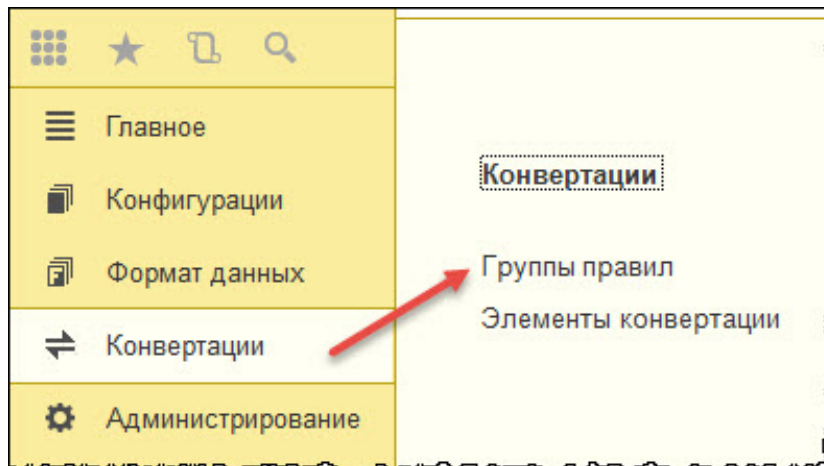 Главное
Конфигурации
Формат данных
Конвертации
Администрирование
Конвертации
Группы правил
Элементы конвертации